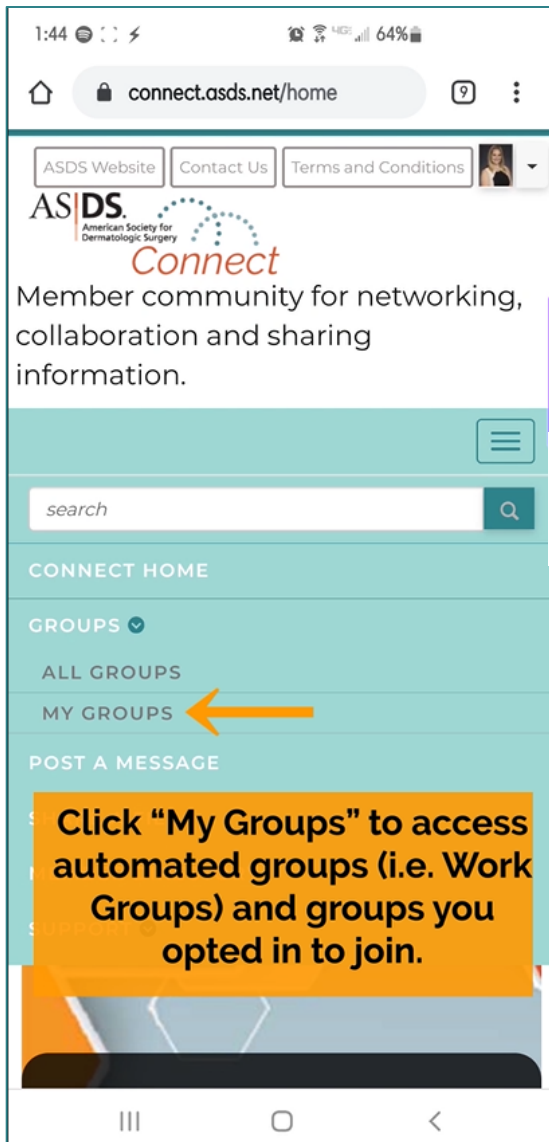 1:44 4G 64%
connect.asds.net/home 9
ASDS Website Contact Us Terms and Conditions
AS DS.
American Society for
Dermatologic Surgery
Connect
Member community for networking,
collaboration and sharing
information.
search
CONNECT HOME
GROUPS
ALL GROUPS
MY GROUPS
POST A MESSAGE
Click “My Groups” to access
automated groups (i.e. Work
Groups) and groups you
opted in to join.
SUPPORT